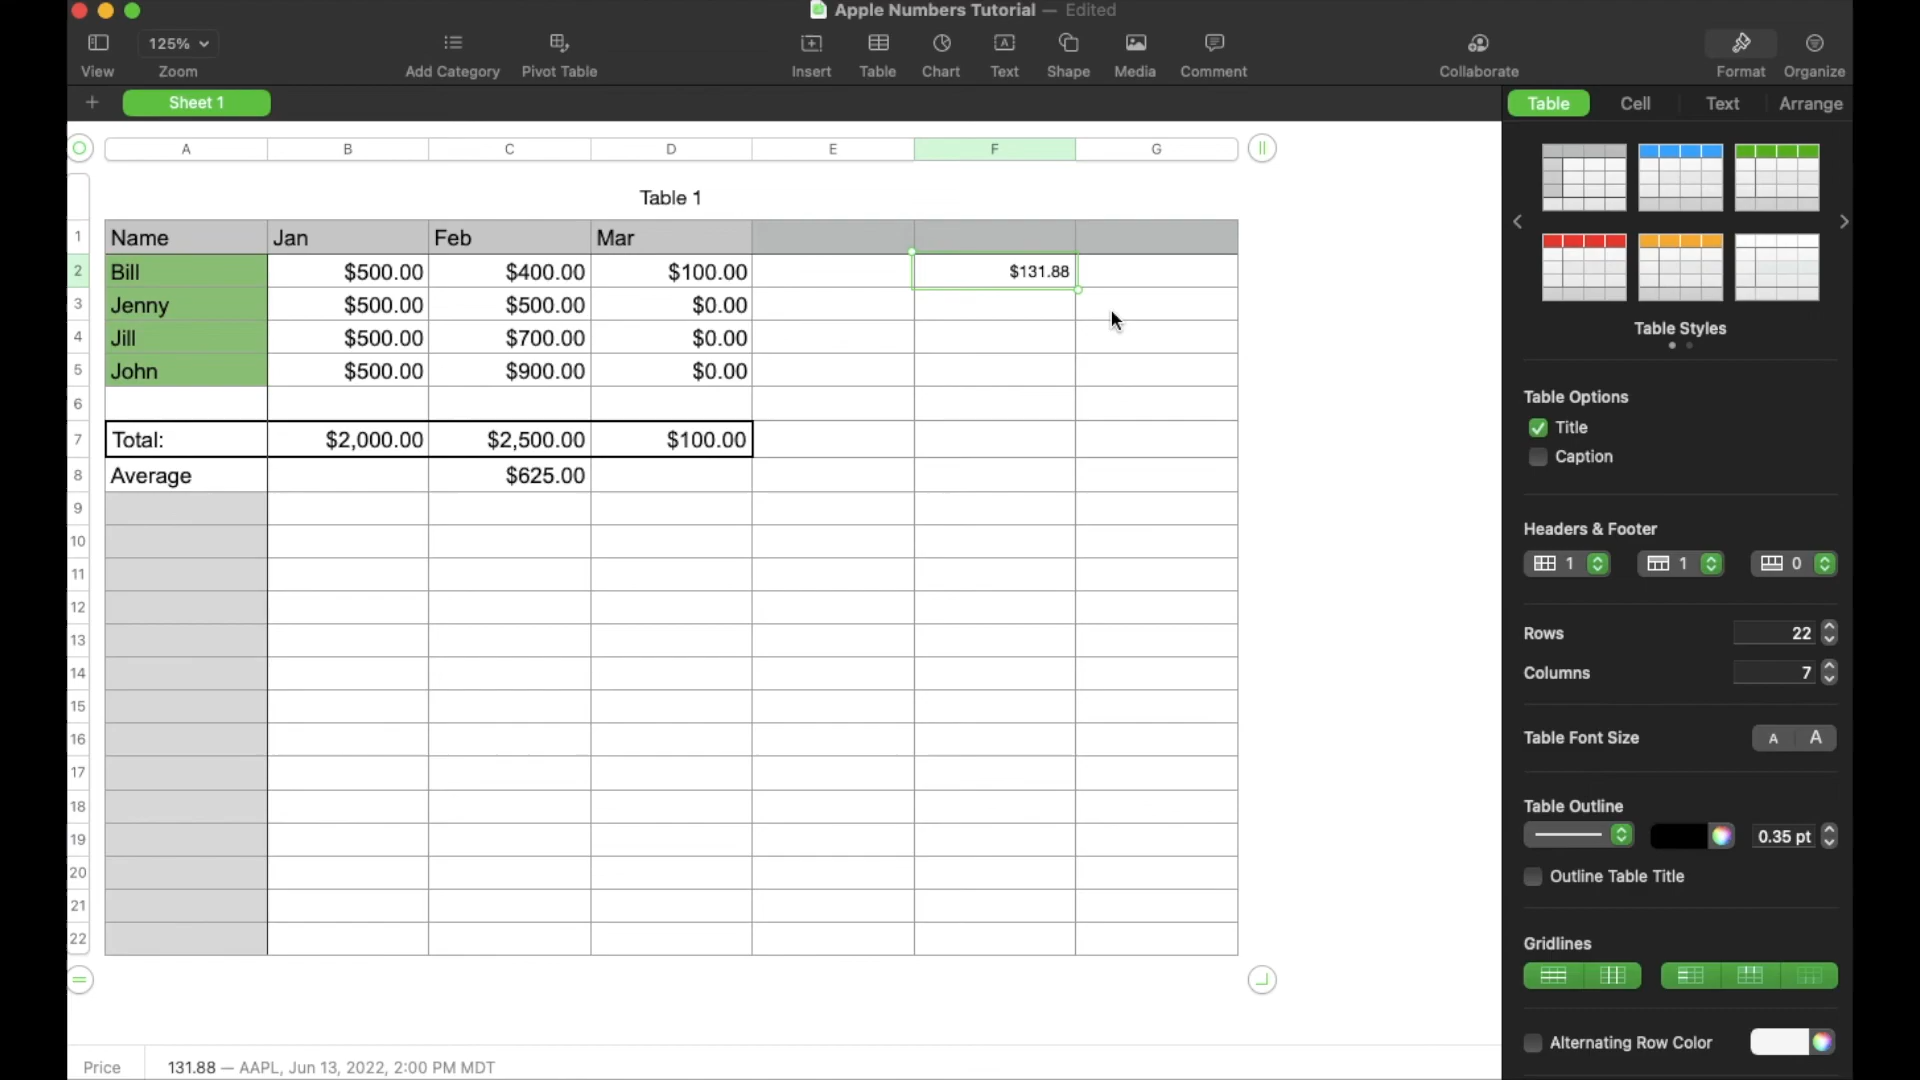 Apple Numbers Tutorial — Edited
125%
View Zoom Add Category Pivot Table Insert Table Chart Text Shape Media Comment Collaborate Format Organize
+ Sheet 1
Table Cell Text Arrange
A B C D E F G
Table 1
1 Name Jan Feb Mar
2 Bill $500.00 $400.00 $100.00 $131.88
3 Jenny $500.00 $500.00 $0.00
4 Jill $500.00 $700.00 $0.00
5 John $500.00 $900.00 $0.00
6
7 Total: $2,000.00 $2,500.00 $100.00
8 Average $625.00
9
10
11
12
13
14
15
16
17
18
19
20
21
22
Price 131.88 — AAPL, Jun 13, 2022, 2:00 PM MDT
Table Styles
Table Options
Title
Caption
Headers & Footer
1 1 0
Rows 22
Columns 7
Table Font Size A A
Table Outline
0.35 pt
Outline Table Title
Gridlines
Alternating Row Color